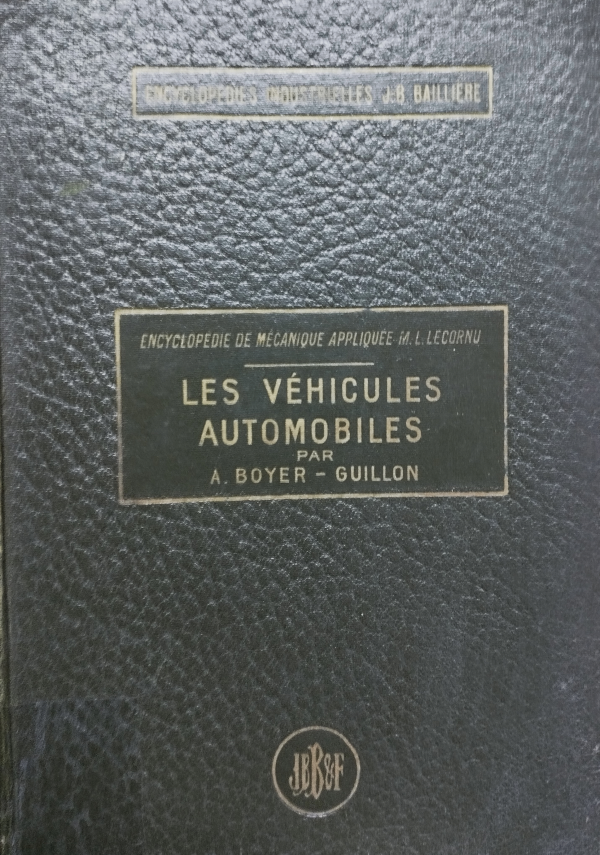 ENCYCLOPÉDIES INDUSTRIELLES J.B. BAILLIÈRE
ENCYCLOPÉDIE DE MÉCANIQUE APPLIQUÉE M. L. LECORNU
LES VÉHICULES
AUTOMOBILES
PAR
A. BOYER - GUILLON
JBB&F